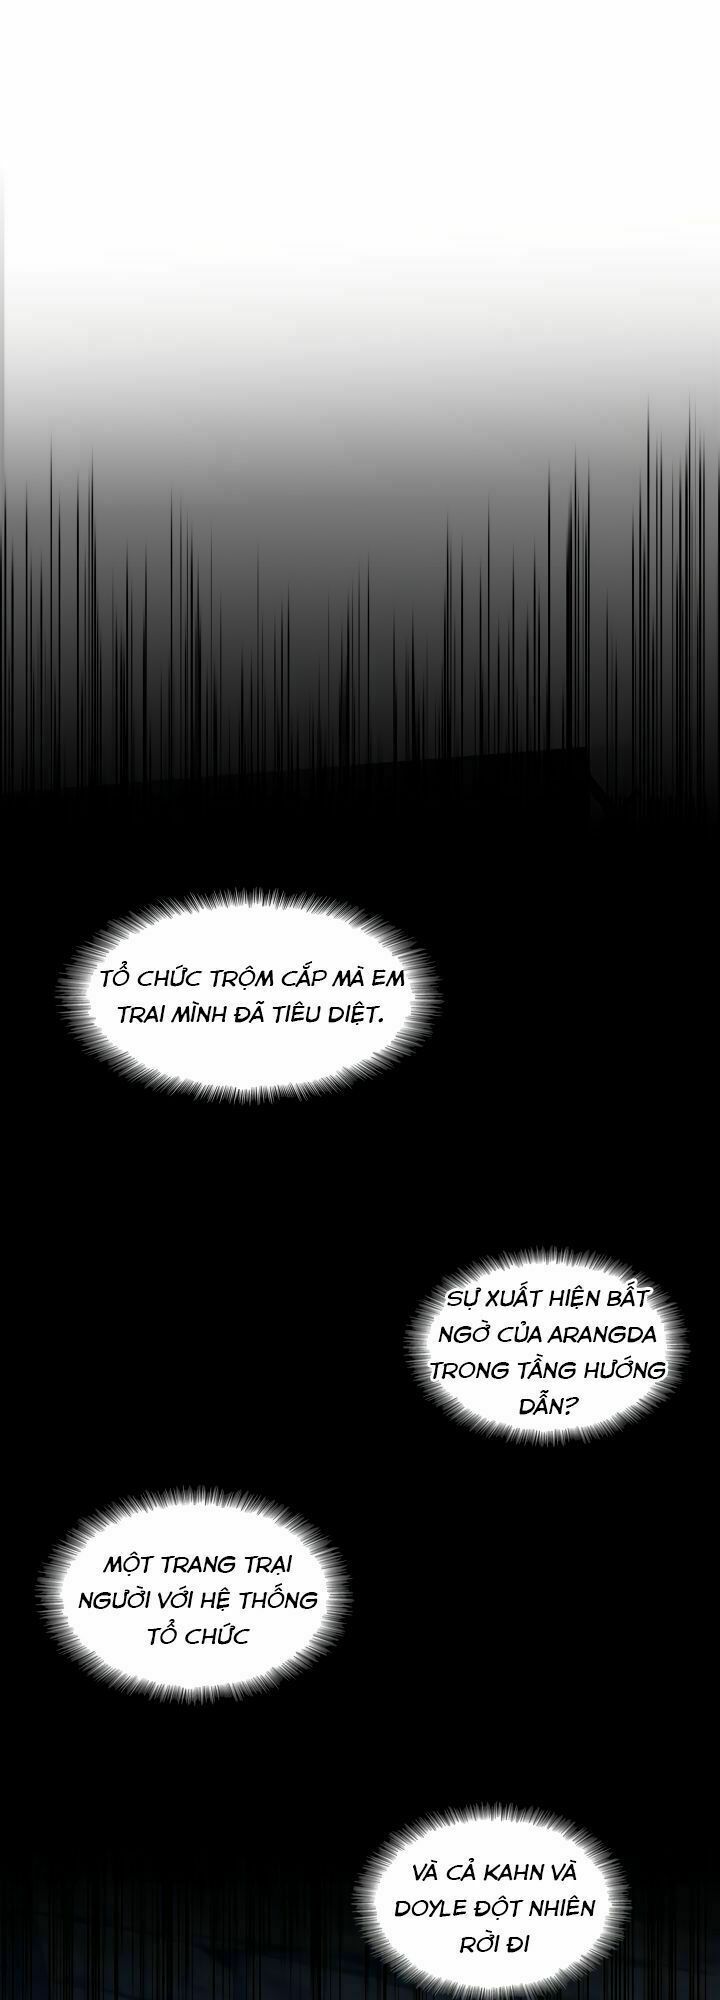 TỔ CHỨC TRỘM CẮP MÀ EM
TRAI MÌNH ĐÃ TIÊU DIỆT.
SỰ XUẤT HIỆN BẤT
NGỜ CỦA ARANGDA
TRONG TẦNG HƯỚNG
DẪN?
MỘT TRANG TRẠI
NGƯỜI VỚI HỆ THỐNG
TỔ CHỨC
VÀ CẢ KAHN VÀ
DOYLE ĐỘT NHIÊN
RỜI ĐI